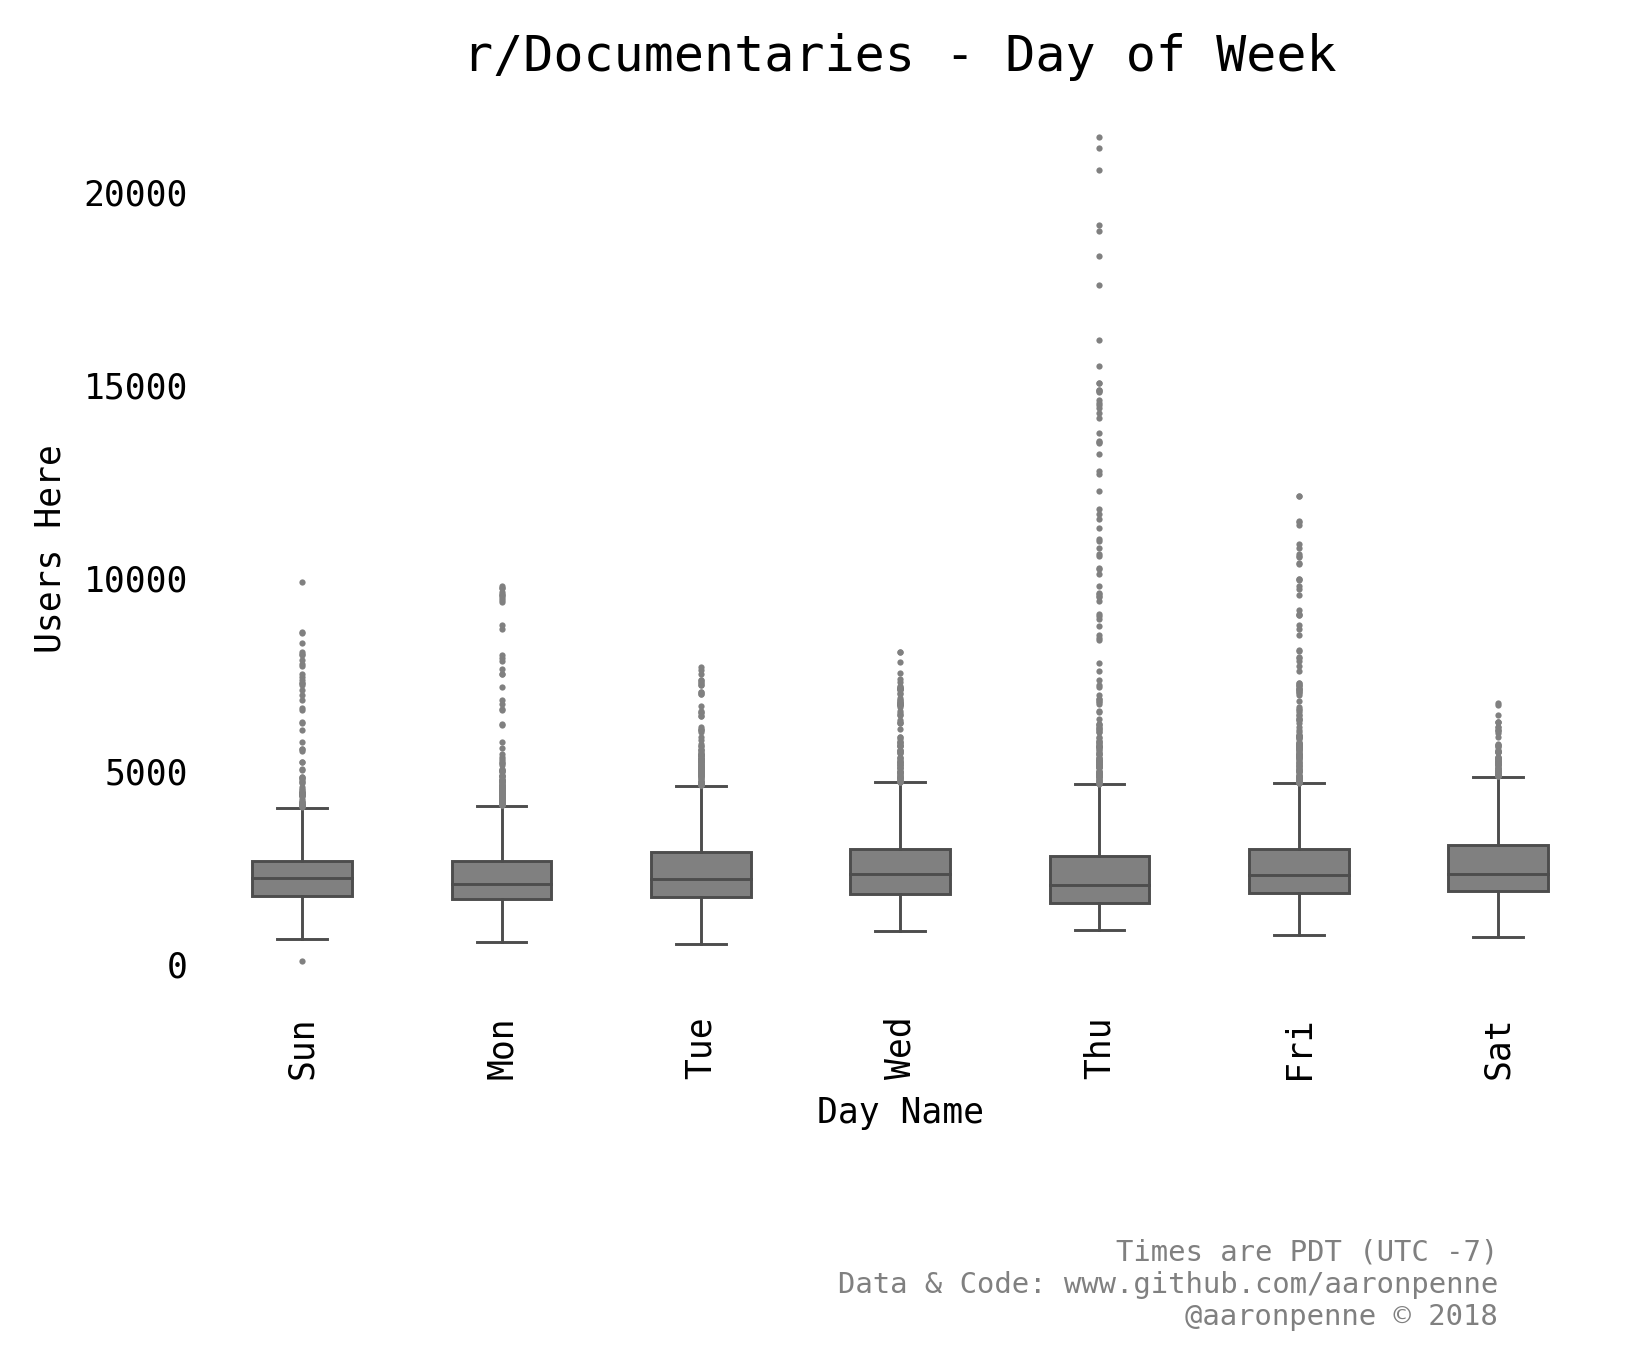 r/Documentaries - Day of Week
20000
15000
10000
5000
0
Users Here
Sun
Mon
Tue
Wed
Thu
Fri
Sat
Day Name
Times are PDT (UTC -7)
Data & Code: www.github.com/aaronpenne
@aaronpenne © 2018